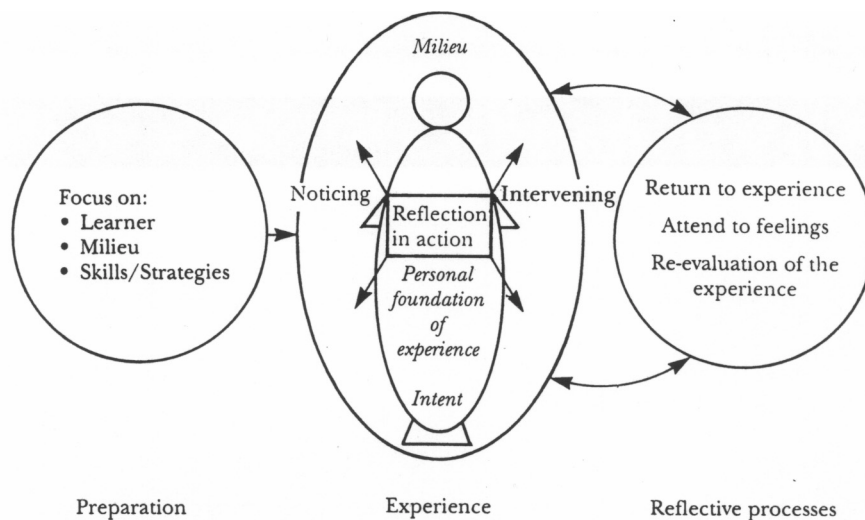 Focus on:
• Learner
• Milieu
• Skills/Strategies
Milieu
Noticing
Intervening
Reflection
in action
Personal
foundation
of
experience
Intent
Return to experience
Attend to feelings
Re-evaluation of the
experience
Preparation
Experience
Reflective processes